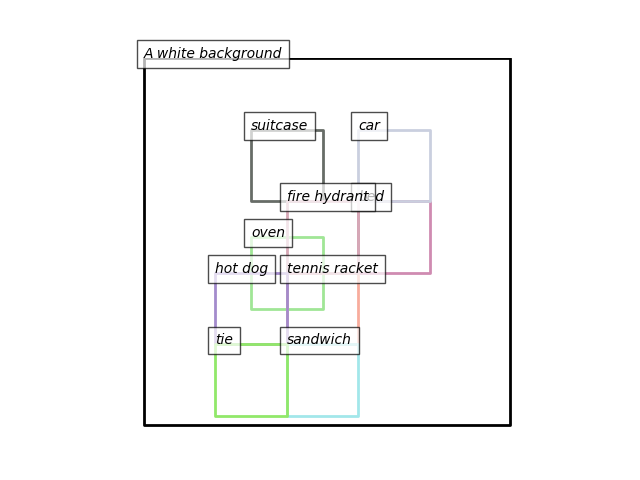 A white background
suitcase
car
fire hydrant
bed
oven
hot dog
tennis racket
tie
sandwich